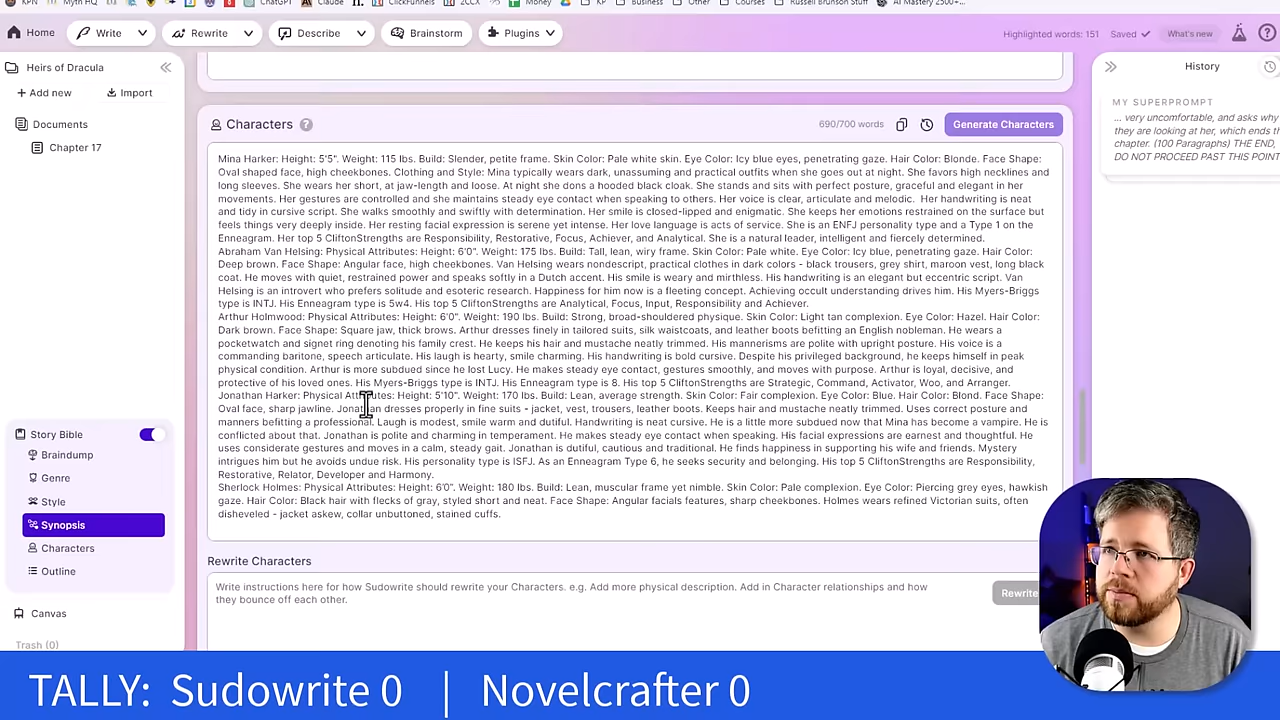 KPN
Myth HQ
ChatGPT
Claude
ClickFunnels
2CCX
Money
KP
Business
Other
Courses
Russell Brunson Stuff
AI Mastery 2500+...
Home
Write
Rewrite
Describe
Brainstorm
Plugins
Highlighted words: 151
Saved
What's new
Heirs of Dracula
+ Add new
Import
Documents
Chapter 17
Story Bible
Braindump
Genre
Style
Synopsis
Characters
Outline
Canvas
Trash (0)
Characters
690/700 words
Generate Characters
Mina Harker: Height: 5'5". Weight: 115 lbs. Build: Slender, petite frame. Skin Color: Pale white skin. Eye Color: Icy blue eyes, penetrating gaze. Hair Color: Blonde. Face Shape:
Oval shaped face, high cheekbones. Clothing and Style: Mina typically wears dark, unassuming and practical outfits when she goes out at night. She favors high necklines and
long sleeves. She wears her short, at jaw-length and loose. At night she dons a hooded black cloak. She stands and sits with perfect posture, graceful and elegant in her
movements. Her gestures are controlled and she maintains steady eye contact when speaking to others. Her voice is clear, articulate and melodic. Her handwriting is neat
and tidy in cursive script. She walks smoothly and swiftly with determination. Her smile is closed-lipped and enigmatic. She keeps her emotions restrained on the surface but
feels things very deeply inside. Her resting facial expression is serene yet intense. Her love language is acts of service. She is an ENFJ personality type and a Type 1 on the
Enneagram. Her top 5 CliftonStrengths are Responsibility, Restorative, Focus, Achiever, and Analytical. She is a natural leader, intelligent and fiercely determined.
Abraham Van Helsing: Physical Attributes: Height: 6'0". Weight: 175 lbs. Build: Tall, lean, wiry frame. Skin Color: Pale white. Eye Color: Icy blue, penetrating gaze. Hair Color:
Deep brown. Face Shape: Angular face, high cheekbones. Van Helsing wears nondescript, practical clothes in dark colors - black trousers, grey shirt, maroon vest, long black
coat. He moves with quiet, restrained power and speaks softly in a Dutch accent. His smile is weary and mirthless. His handwriting is an elegant but eccentric script. Van
Helsing is an introvert who prefers solitude and esoteric research. Happiness for him now is a fleeting concept. Achieving occult understanding drives him. His Myers-Briggs
type is INTJ. His Enneagram type is 5w4. His top 5 CliftonStrengths are Analytical, Focus, Input, Responsibility and Achiever.
Arthur Holmwood: Physical Attributes: Height: 6'0". Weight: 190 lbs. Build: Strong, broad-shouldered physique. Skin Color: Light tan complexion. Eye Color: Hazel. Hair Color:
Dark brown. Face Shape: Square jaw, thick brows. Arthur dresses finely in tailored suits, silk waistcoats, and leather boots befitting an English nobleman. He wears a
pocketwatch and signet ring denoting his family crest. He keeps his hair and mustache neatly trimmed. His mannerisms are polite with upright posture. His voice is a
commanding baritone, speech articulate. His laugh is hearty, smile charming. His handwriting is bold cursive. Despite his privileged background, he keeps himself in peak
physical condition. Arthur is more subdued since he lost Lucy. He makes steady eye contact, gestures smoothly, and moves with purpose. Arthur is loyal, decisive, and
protective of his loved ones. His Myers-Briggs type is INTJ. His Enneagram type is 8. His top 5 CliftonStrengths are Strategic, Command, Activator, Woo, and Arranger.
Jonathan Harker: Physical Attributes: Height: 5'10". Weight: 170 lbs. Build: Lean, average strength. Skin Color: Fair complexion. Eye Color: Blue. Hair Color: Blond. Face Shape:
Oval face, sharp jawline. Jonathan dresses properly in fine suits - jacket, vest, trousers, leather boots. Keeps hair and mustache neatly trimmed. Uses correct posture and
manners befitting a professional. Laugh is modest, smile warm and dutiful. Handwriting is neat cursive. He is a little more subdued now that Mina has become a vampire. He is
conflicted about that. Jonathan is polite and charming in temperament. He makes steady eye contact when speaking. His facial expressions are earnest and thoughtful. He
uses considerate gestures and moves in a calm, steady gait. Jonathan is dutiful, cautious and traditional. He finds happiness in supporting his wife and friends. Mystery
intrigues him but he avoids undue risk. His personality type is ISFJ. As an Enneagram Type 6, he seeks security and belonging. His top 5 CliftonStrengths are Responsibility,
Restorative, Relator, Developer and Harmony.
Sherlock Holmes: Physical Attributes: Height: 6'0". Weight: 180 lbs. Build: Lean, muscular frame yet nimble. Skin Color: Pale complexion. Eye Color: Piercing grey eyes, hawkish
gaze. Hair Color: Black hair with flecks of gray, styled short and neat. Face Shape: Angular facials features, sharp cheekbones. Holmes wears refined Victorian suits, often
disheveled - jacket askew, collar unbuttoned, stained cuffs.
Rewrite Characters
Write instructions here for how Sudowrite should rewrite your Characters. e.g. Add more physical description. Add in Character relationships and how
they bounce off each other.
Rewrite
History
MY SUPERPROMPT
... very uncomfortable, and asks why
they are looking at her, which ends th
chapter. (100 Paragraphs) THE END,
DO NOT PROCEED PAST THIS POINT
TALLY: Sudowrite 0 | Novelcrafter 0